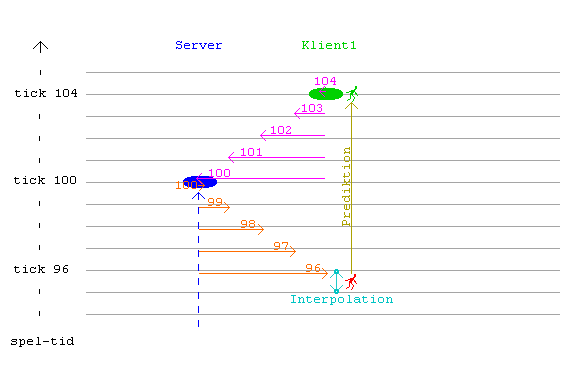 Server Klient1
104
tick 104
103
102
101
100
tick 100 100
99
98
97
tick 96 96
Prediktion
Interpolation
spel-tid